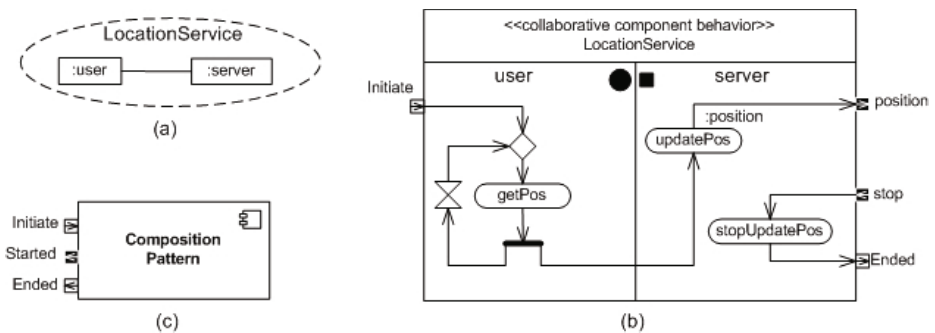 LocationService
:user
:server
(a)
Initiate
Started
Ended
Composition
Pattern
(c)
<<collaborative component behavior>>
LocationService
user
server
Initiate
getPos
:position
updatePos
stopUpdatePos
position
stop
Ended
(b)